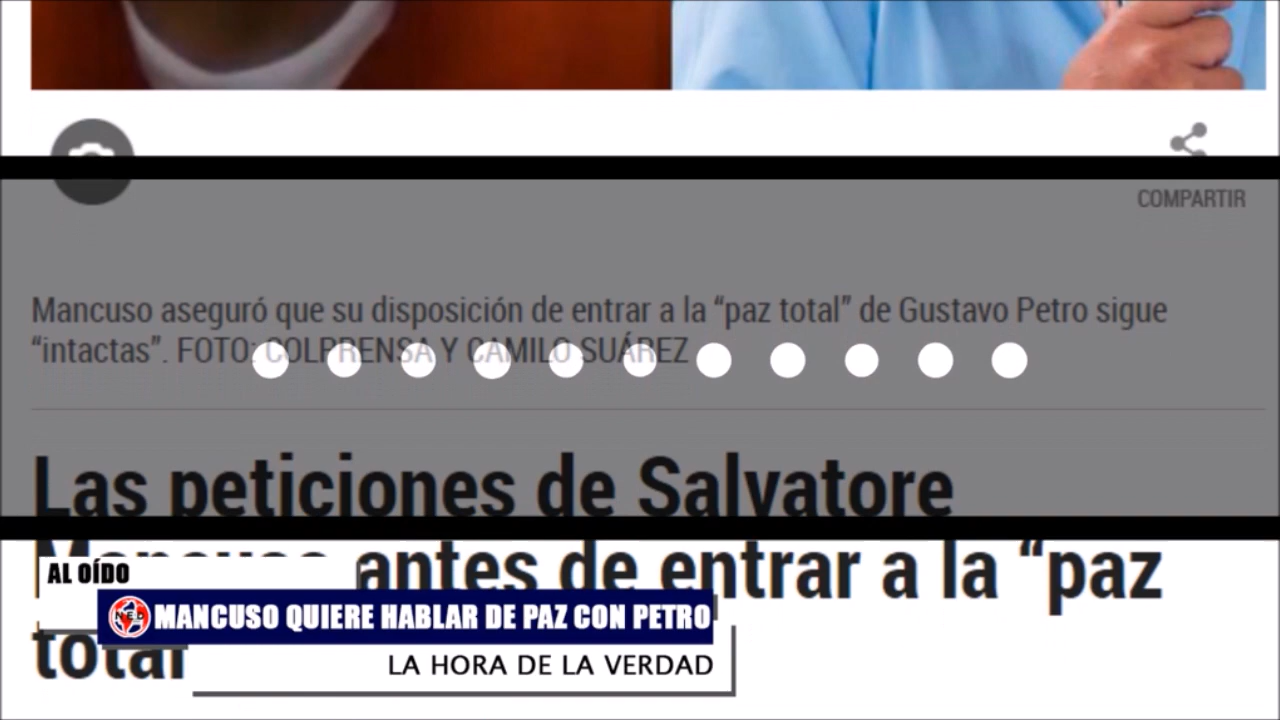 COMPARTIR
Mancuso aseguró que su disposición de entrar a la “paz total” de Gustavo Petro sigue
“intactas”. FOTO: COLPRENSA Y CAMILO SUÁREZ
Las peticiones de Salvatore
Mancuso antes de entrar a la “paz
total
AL OÍDO
MANCUSO QUIERE HABLAR DE PAZ CON PETRO
LA HORA DE LA VERDAD